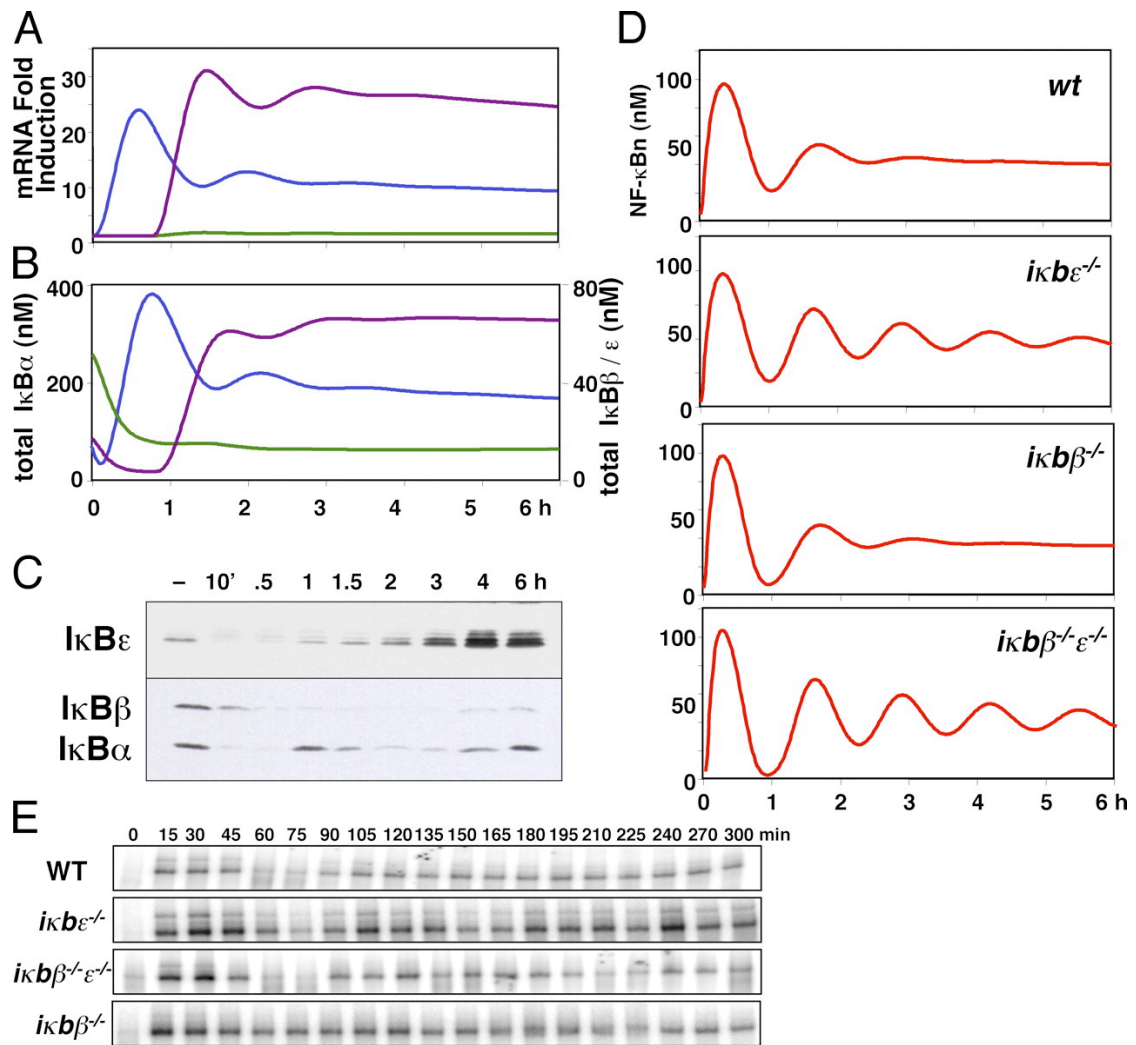 A
30
20
10
0
mRNA Fold
Induction
B
400
200
0
total IκBα (nM)
80
40
0
total IκBβ / ε (nM)
0 1 2 3 4 5 6 h
C
– 10' .5 1 1.5 2 3 4 6 h
IκBε
IκBβ
IκBα
D
NF-κBn (nM)
100
50
0
wt
100
50
0
iκbε-/-
100
50
0
iκbβ-/-
100
50
0
iκbβ-/-ε-/-
0 1 2 3 4 5 6 h
E
0 15 30 45 60 75 90 105 120 135 150 165 180 195 210 225 240 270 300 min
WT
iκbε-/-
iκbβ-/-ε-/-
iκbβ-/-